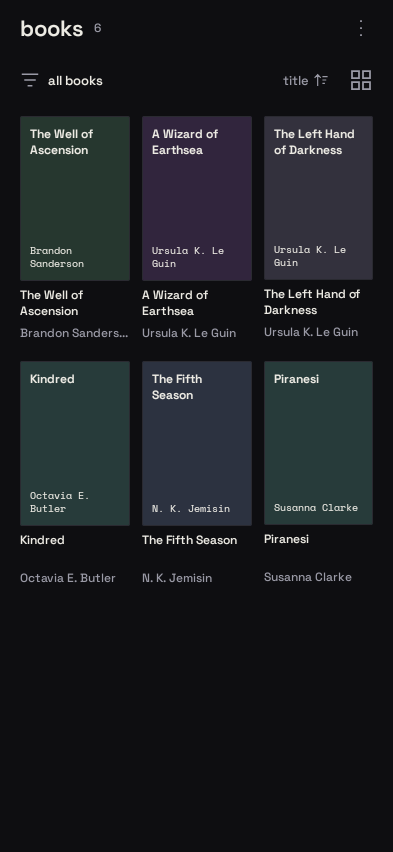 books 6
all books
title
The Well of
Ascension
Brandon
Sanderson
The Well of
Ascension
Brandon Sanders...
A Wizard of
Earthsea
Ursula K. Le
Guin
A Wizard of
Earthsea
Ursula K. Le Guin
The Left Hand
of Darkness
Ursula K. Le
Guin
The Left Hand of
Darkness
Ursula K. Le Guin
Kindred
Octavia E.
Butler
Kindred
Octavia E. Butler
The Fifth
Season
N. K. Jemisin
The Fifth Season
N. K. Jemisin
Piranesi
Susanna Clarke
Piranesi
Susanna Clarke